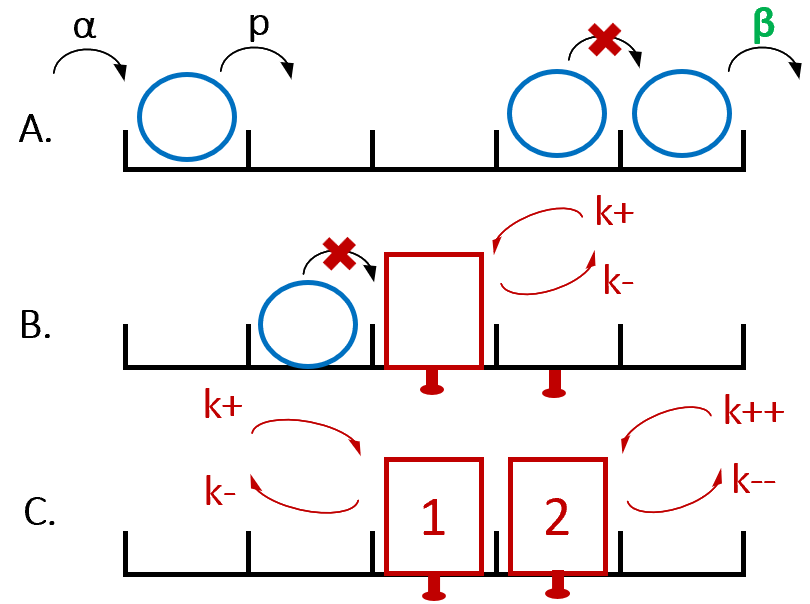 α p β
A.
k+
B. k-
k+ k++
k- k--
C. 1 2